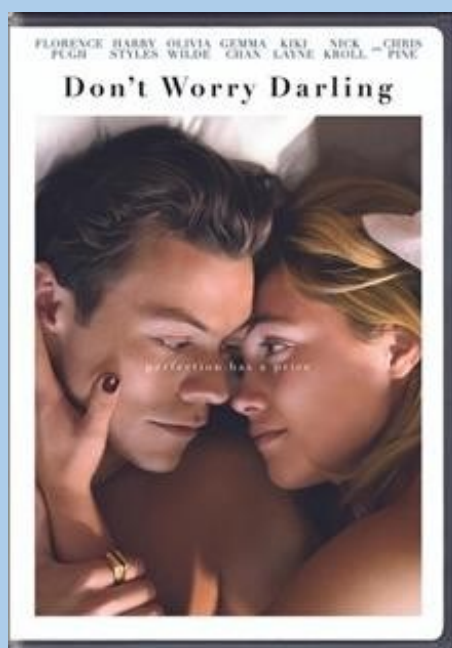 FLORENCE PUGH HARRY STYLES OLIVIA WILDE GEMMA CHAN KIKI LAYNE NICK KROLL AND CHRIS PINE
Don't Worry Darling
perfection has a price